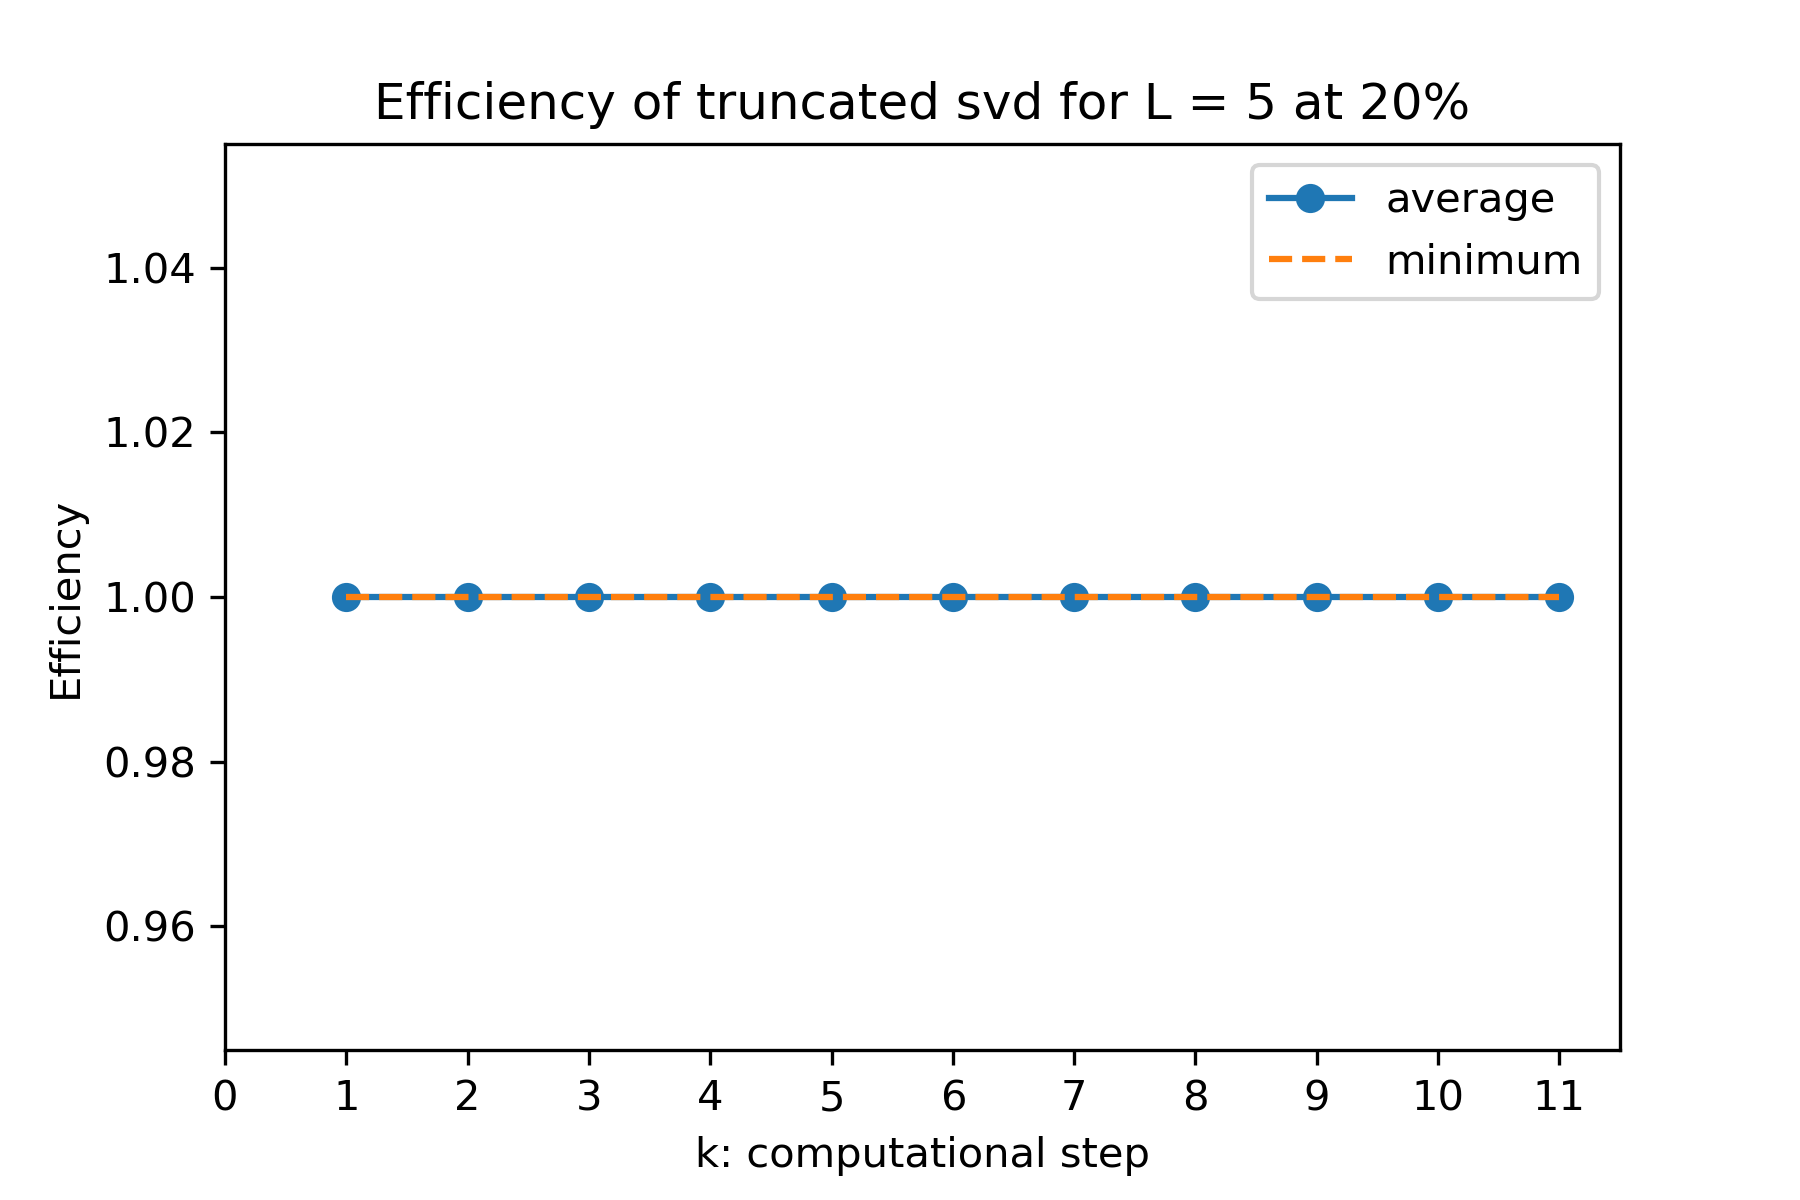 Efficiency of truncated svd for L = 5 at 20%
average
minimum
1.04
1.02
1.00
0.98
0.96
Efficiency
0 1 2 3 4 5 6 7 8 9 10 11
k: computational step